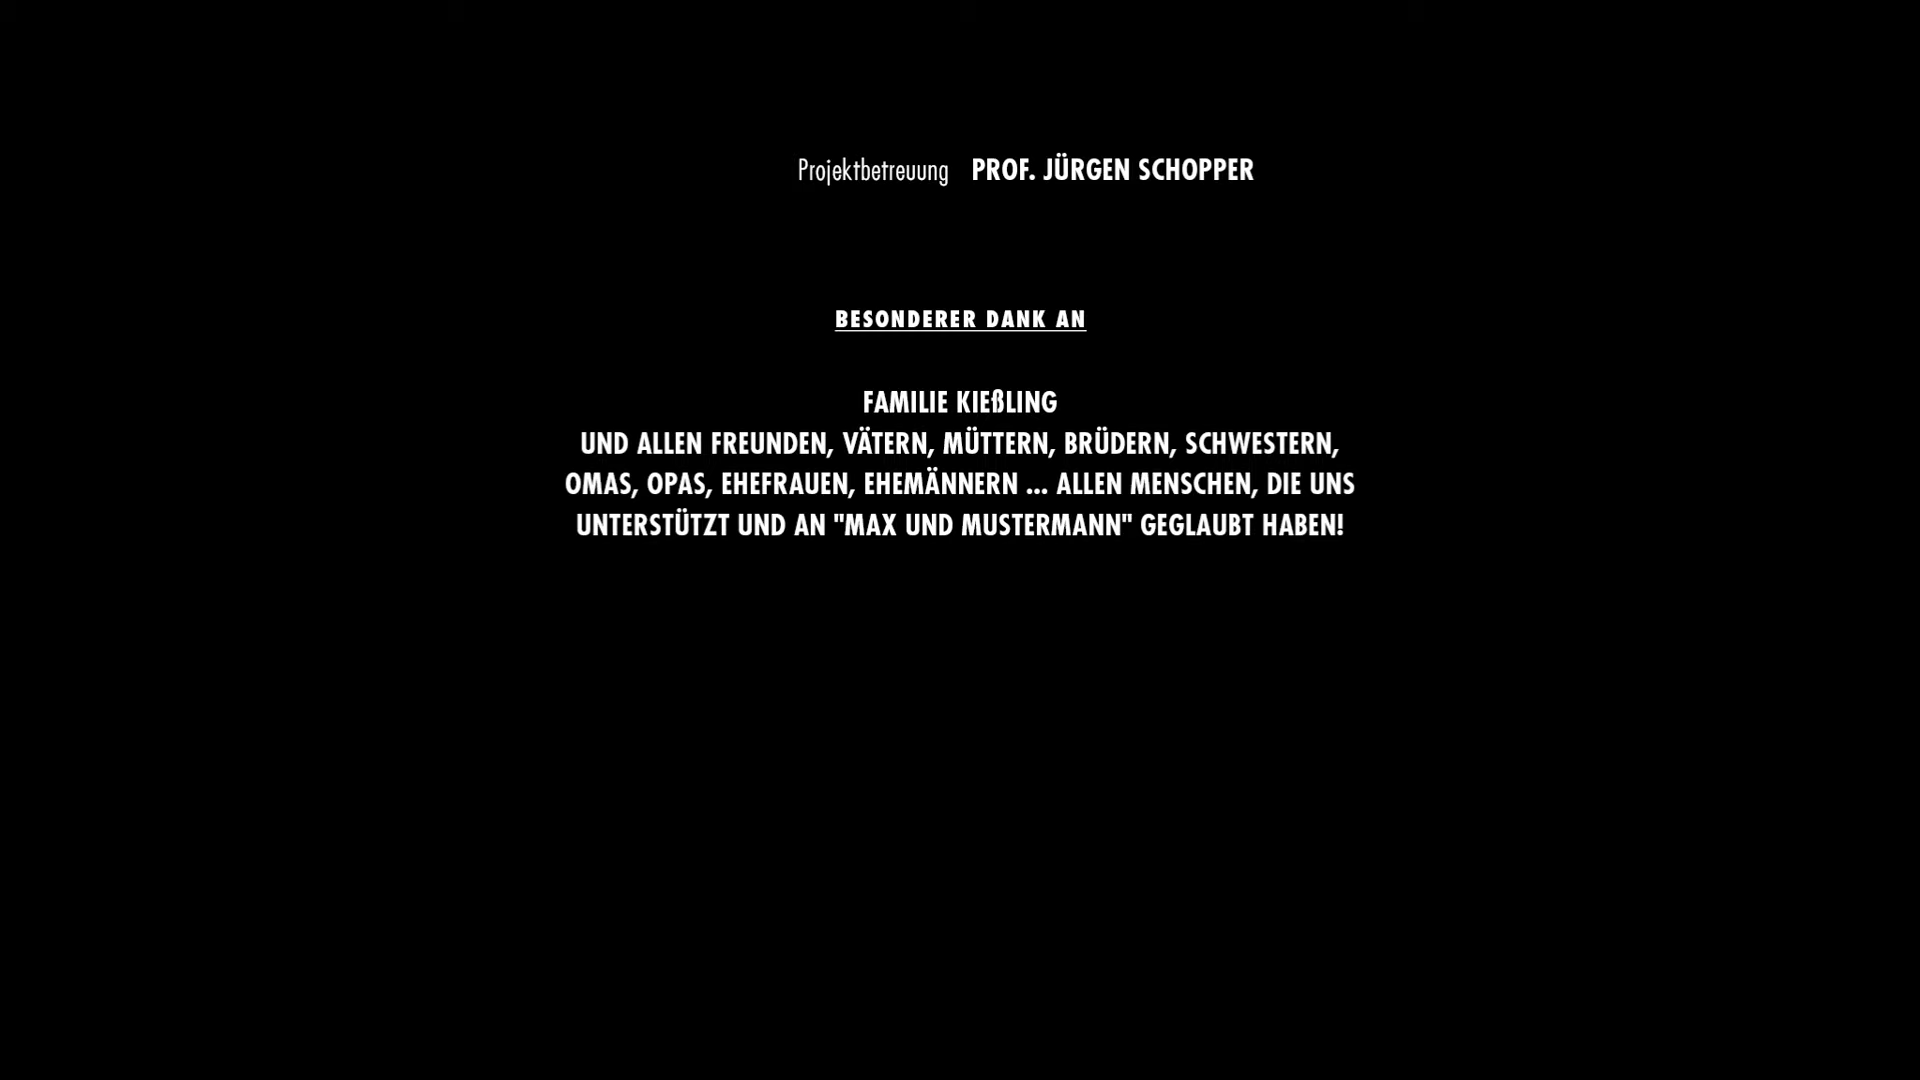 Projektbetreuung PROF. JÜRGEN SCHOPPER
BESONDERER DANK AN
FAMILIE KIEßLING
UND ALLEN FREUNDEN, VÄTERN, MÜTTERN, BRÜDERN, SCHWESTERN,
OMAS, OPAS, EHEFRAUEN, EHEMÄNNERN ... ALLEN MENSCHEN, DIE UNS
UNTERSTÜTZT UND AN "MAX UND MUSTERMANN" GEGLAUBT HABEN!